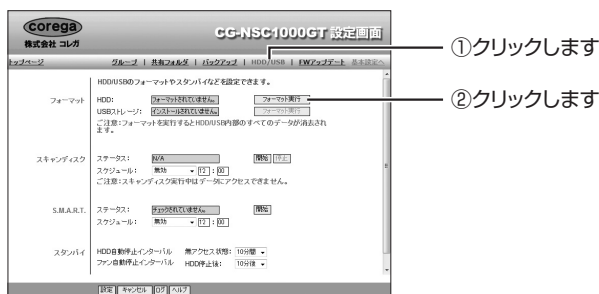 corega
株式会社 コレガ
CG-NSC1000GT 設定画面
トップページ
グループ | 共有フォルダ | バックアップ | HDD/USB | FWアップデート 基本設定へ
①クリックします
HDD/USBのフォーマットやスタンバイなどを設定できます。
フォーマット
HDD: フォーマットされていません。 フォーマット実行
②クリックします
USBストレージ: インストールされていません。 フォーマット実行
ご注意：フォーマットを実行するとHDD/USB内部のすべてのデータが消去され
ます。
スキャンディスク
ステータス: N/A 開始 停止
スケジュール: 無効 12 : 00
ご注意：スキャンディスク実行中はデータにアクセスできません。
S.M.A.R.T.
ステータス: チェックされていません。 開始
スケジュール: 無効 12 : 00
スタンバイ
HDD自動停止インターバル 無アクセス状態: 10分間
ファン自動停止インターバル HDD停止後: 10分後
設定 キャンセル ログ ヘルプ